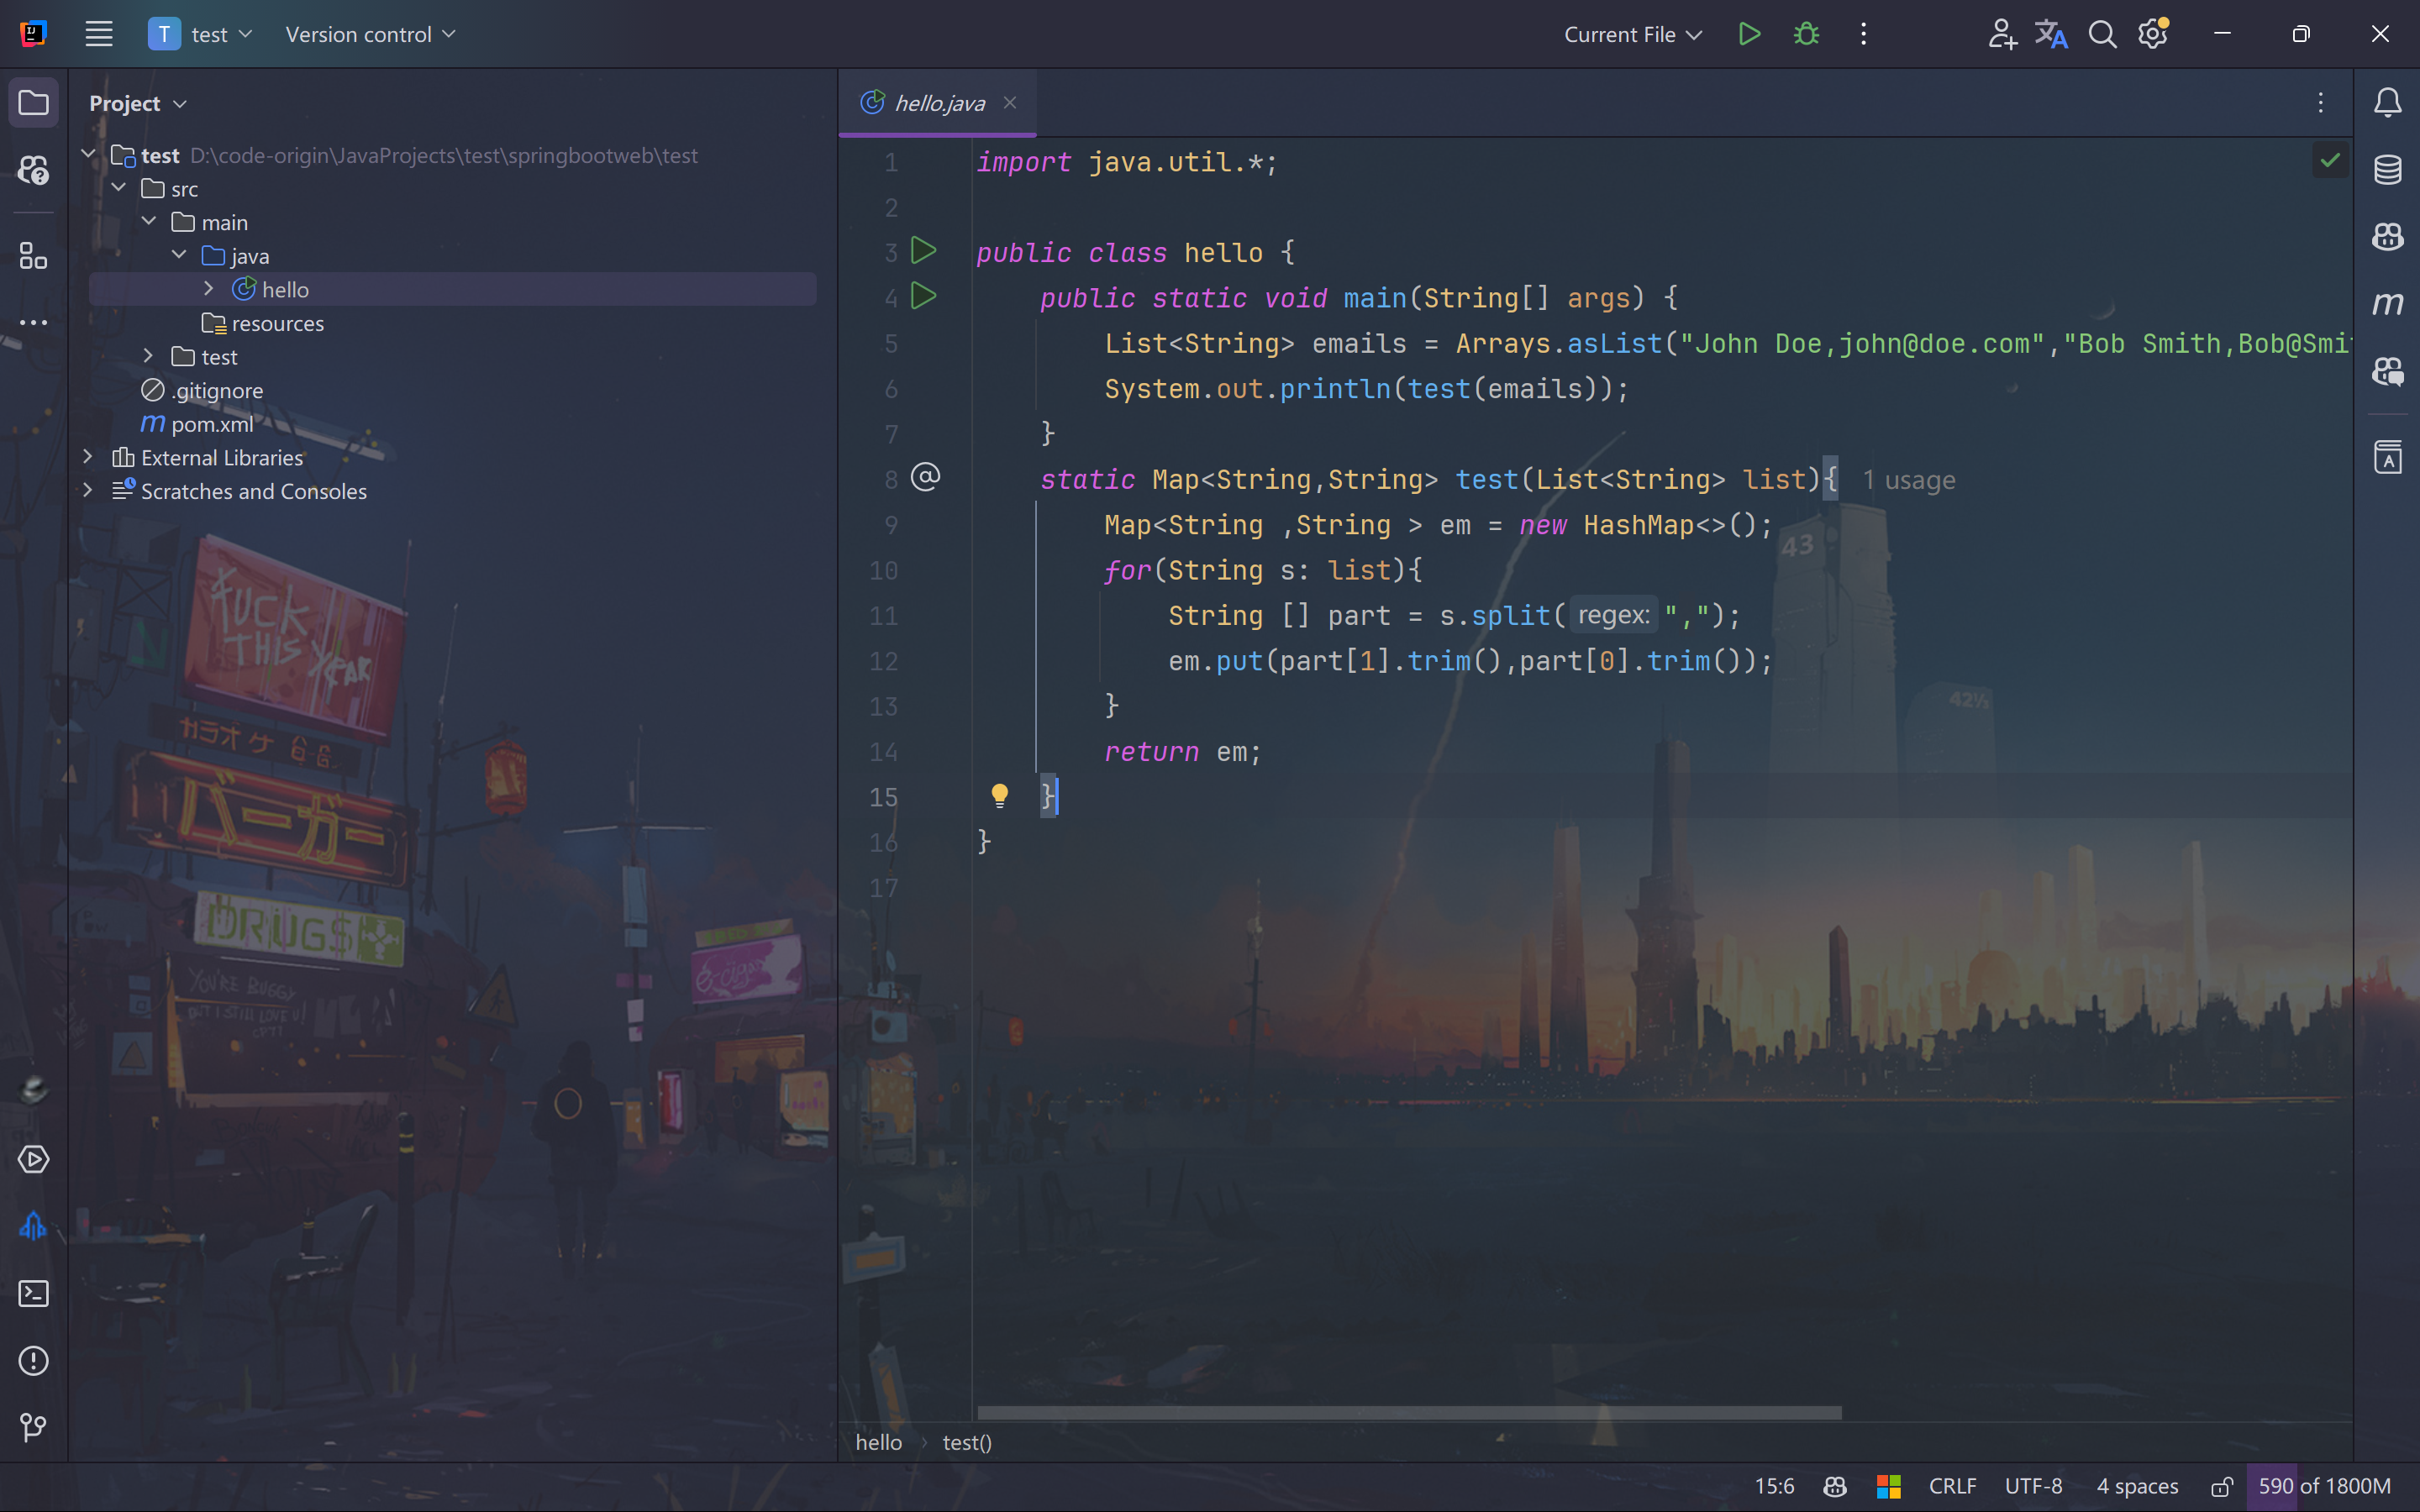 IJ
T test Version control Current File
Project
test D:\code-origin\JavaProjects\test\springbootweb\test
src
main
java
hello
resources
test
.gitignore
m pom.xml
External Libraries
Scratches and Consoles
FUCK
THIS YEAR
カラオケ
バーガー
DRUGS
YOU'RE BUGGY
BUT I STILL LOVE U!
e-cigs
hello.java
1 import java.util.*;
2
3 public class hello {
4 public static void main(String[] args) {
5 List<String> emails = Arrays.asList("John Doe,john@doe.com","Bob Smith,Bob@Smi
6 System.out.println(test(emails));
7 }
8 @ static Map<String,String> test(List<String> list){ 1 usage
9 Map<String ,String > em = new HashMap<>();
10 for(String s: list){
11 String [] part = s.split( regex: ",");
12 em.put(part[1].trim(),part[0].trim());
13 }
14 return em;
15 }
16 }
17
43
42⅓
m
A
hello › test()
15:6 CRLF UTF-8 4 spaces 590 of 1800M